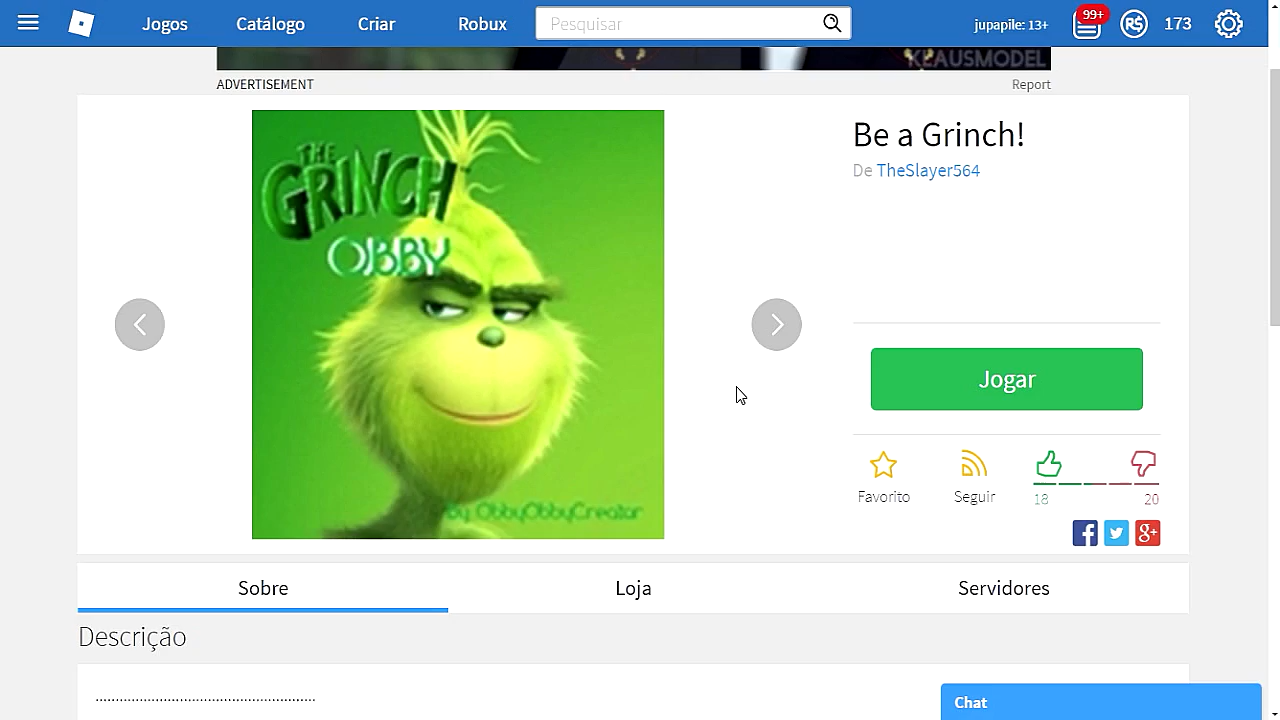 Jogos Catálogo Criar Robux Pesquisar jupapile: 13+ 99+ R$ 173
KLAUSMODEL
ADVERTISEMENT Report
THE
GRINCH
OBBY
By ObbyObbyCreator
Be a Grinch!
De TheSlayer564
Jogar
Favorito Seguir 18 20
f g+
Sobre Loja Servidores
Descrição
.......................................................
Chat